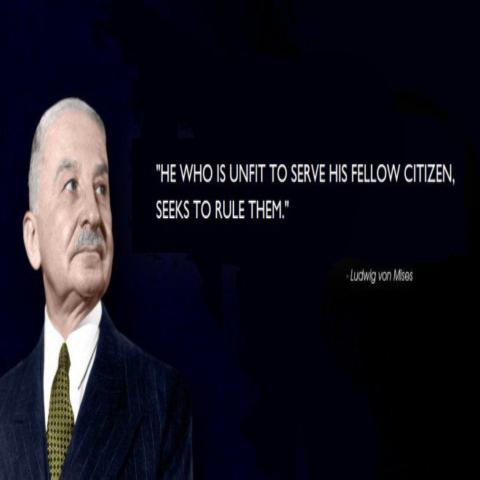 "HE WHO IS UNFIT TO SERVE HIS FELLOW CITIZEN,
SEEKS TO RULE THEM."
- Ludwig von Mises